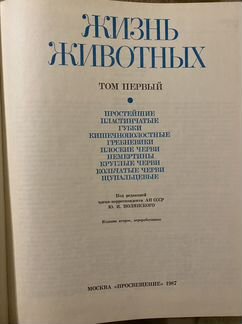 ЖИЗНЬ
ЖИВОТНЫХ
ТОМ ПЕРВЫЙ
ПРОСТЕЙШИЕ
ПЛАСТИНЧАТЫЕ
ГУБКИ
КИШЕЧНОПОЛОСТНЫЕ
ГРЕБНЕВИКИ
ПЛОСКИЕ ЧЕРВИ
НЕМЕРТИНЫ
КРУГЛЫЕ ЧЕРВИ
КОЛЬЧАТЫЕ ЧЕРВИ
ЩУПАЛЬЦЕВЫЕ
Под редакцией
члена-корреспондента АН СССР
Ю. И. ПОЛЯНСКОГО
Издание второе, переработанное
МОСКВА «ПРОСВЕЩЕНИЕ» 1987